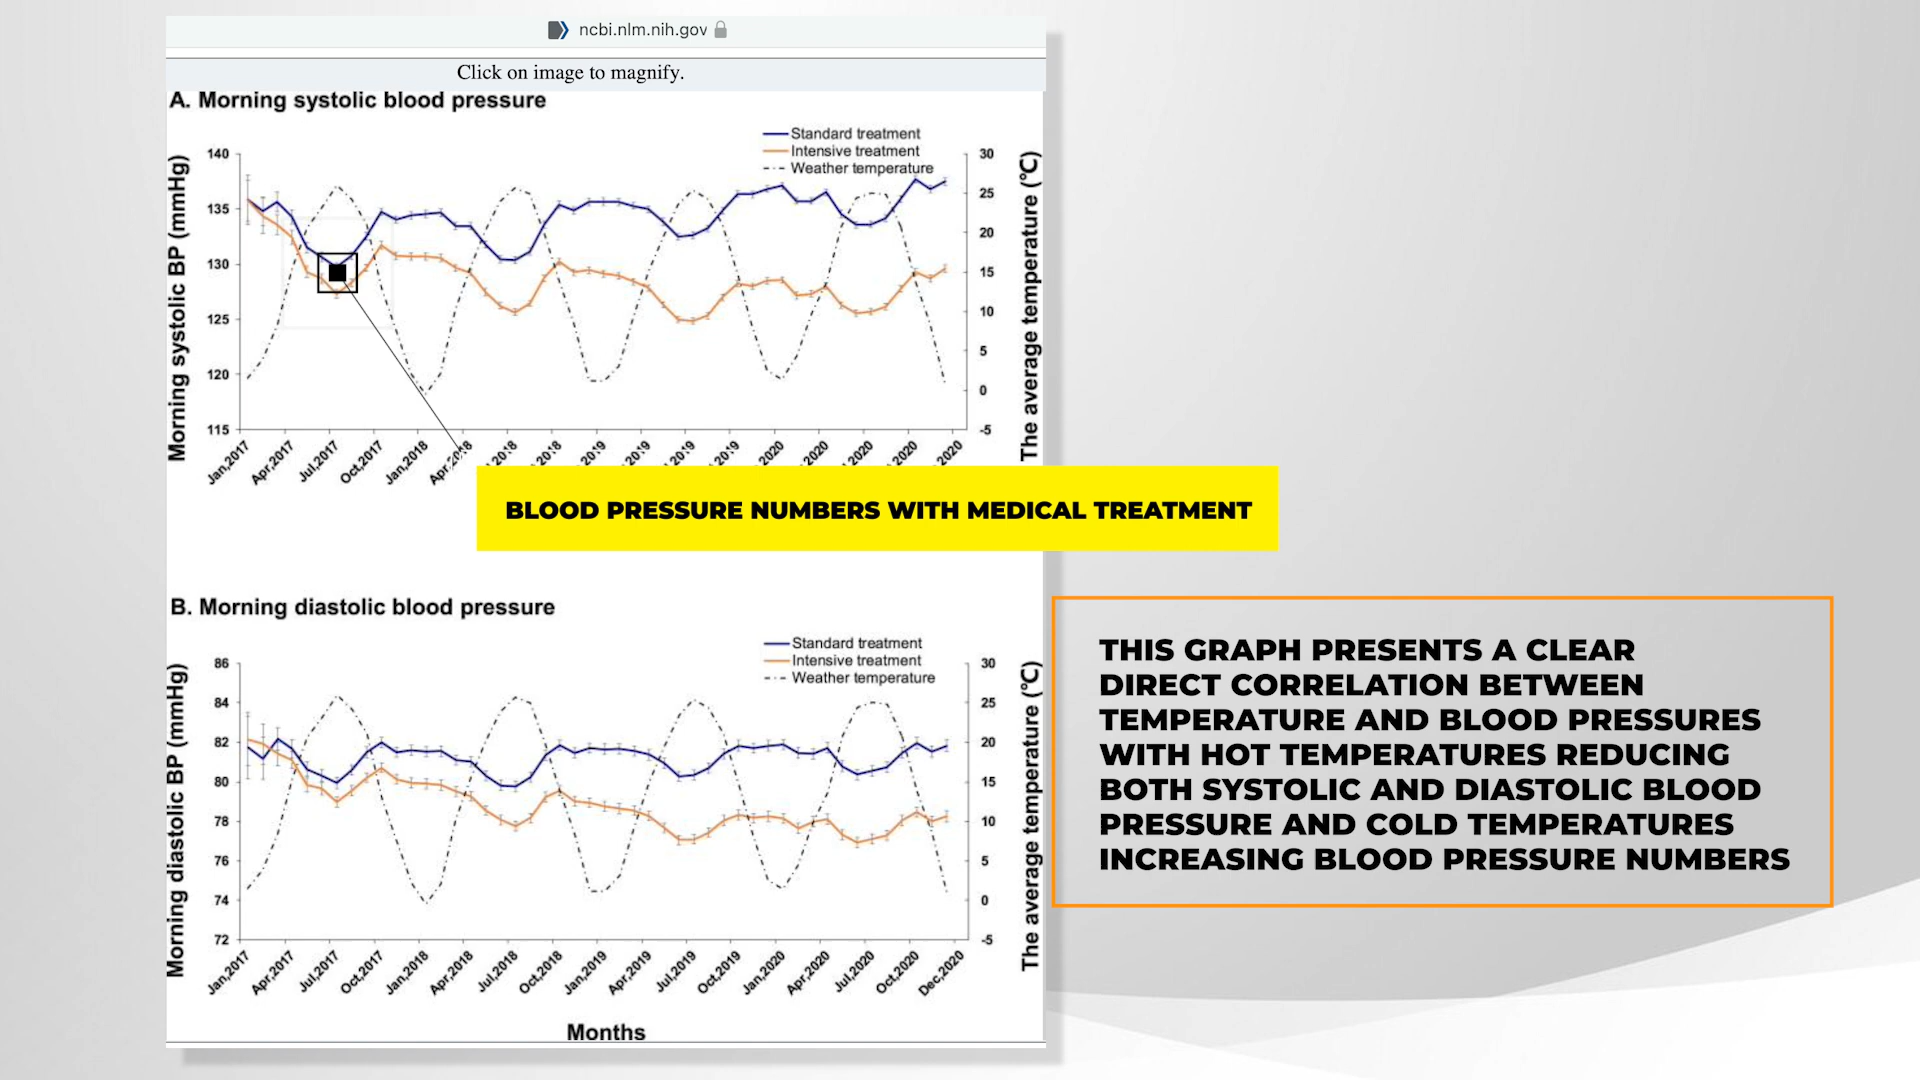 ncbi.nlm.nih.gov
Click on image to magnify.
A. Morning systolic blood pressure
Standard treatment
Intensive treatment
Weather temperature
Morning systolic BP (mmHg)
140
135
130
125
120
115
30
25
20
15
10
5
0
-5
The average temperature (℃)
Jan,2017
Apr,2017
Jul,2017
Oct,2017
Jan,2018
BLOOD PRESSURE NUMBERS WITH MEDICAL TREATMENT
B. Morning diastolic blood pressure
Standard treatment
Intensive treatment
Weather temperature
Morning diastolic BP (mmHg)
86
84
82
80
78
76
74
72
30
25
20
15
10
5
0
-5
The average temperature (℃)
Jan,2017
Apr,2017
Jul,2017
Oct,2017
Jan,2018
Apr,2018
Jul,2018
Oct,2018
Jan,2019
Apr,2019
Jul,2019
Oct,2019
Jan,2020
Apr,2020
Jul,2020
Oct,2020
Dec,2020
Months
THIS GRAPH PRESENTS A CLEAR
DIRECT CORRELATION BETWEEN
TEMPERATURE AND BLOOD PRESSURES
WITH HOT TEMPERATURES REDUCING
BOTH SYSTOLIC AND DIASTOLIC BLOOD
PRESSURE AND COLD TEMPERATURES
INCREASING BLOOD PRESSURE NUMBERS